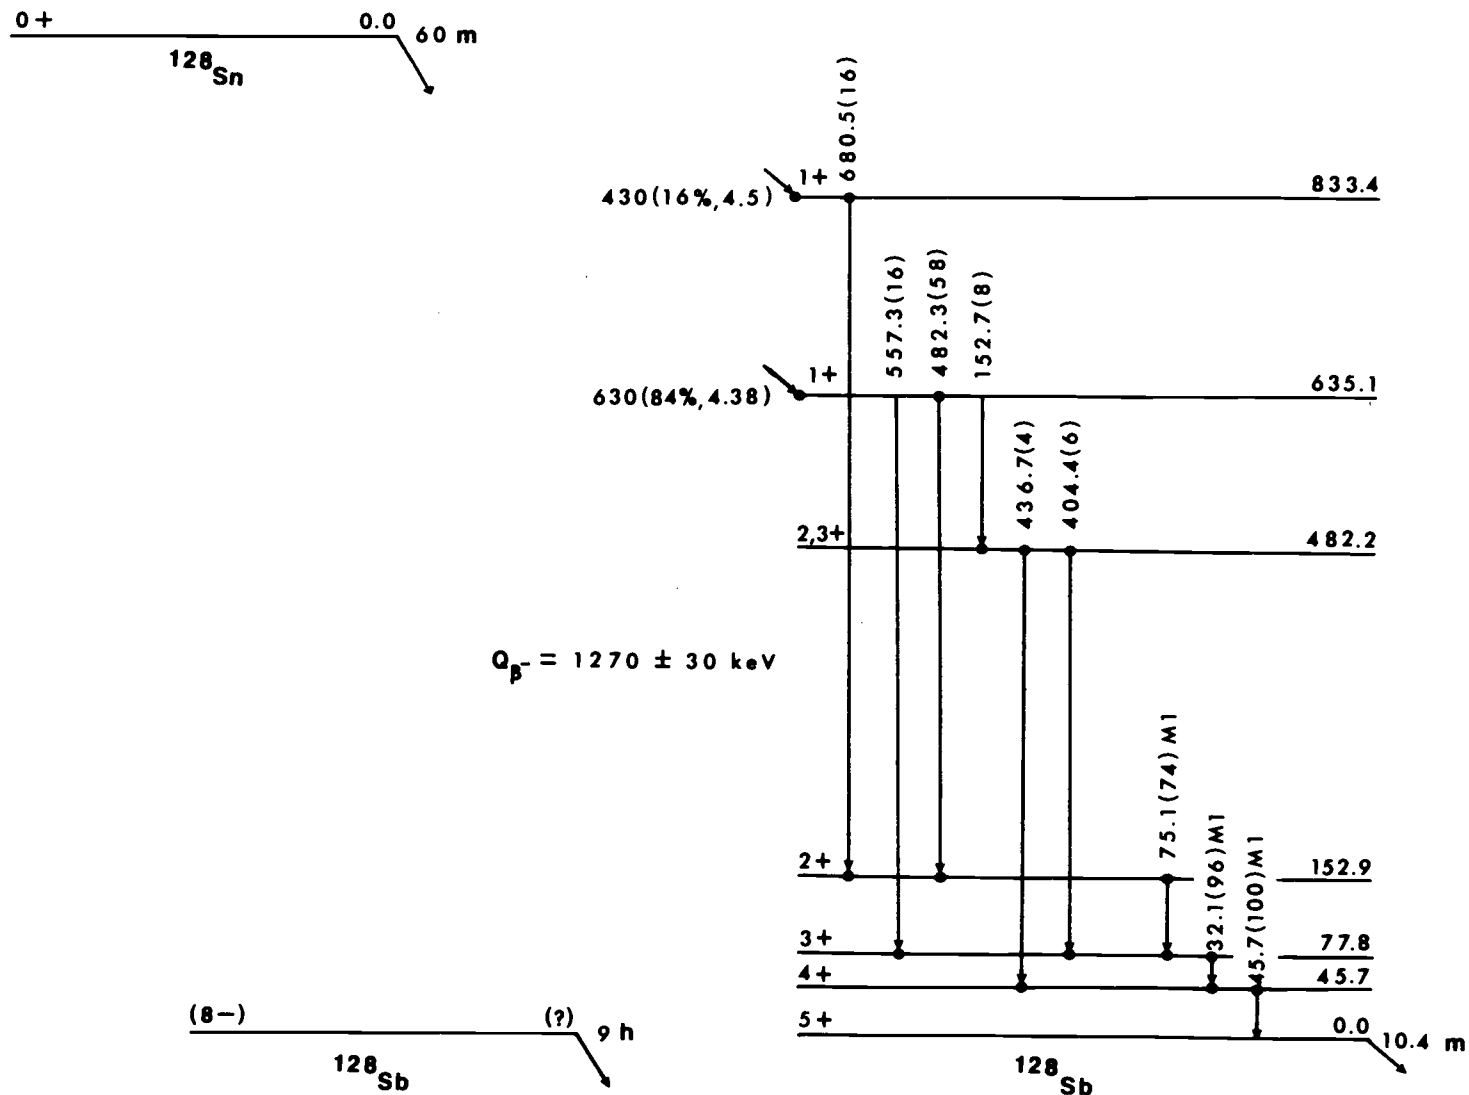 0+ 0.0 60 m
128Sn
680.5(16)
430(16%,4.5) 1+ 833.4
557.3(16)
482.3(58)
152.7(8)
630(84%,4.38) 1+ 635.1
436.7(4)
404.4(6)
2,3+ 482.2
Qβ- = 1270 ± 30 keV
75.1(74) M1
32.1(96)M1
45.7(100)M1
2+ 152.9
3+ 77.8
4+ 45.7
(8-) (?) 9 h
5+ 0.0 10.4 m
128Sb
128Sb